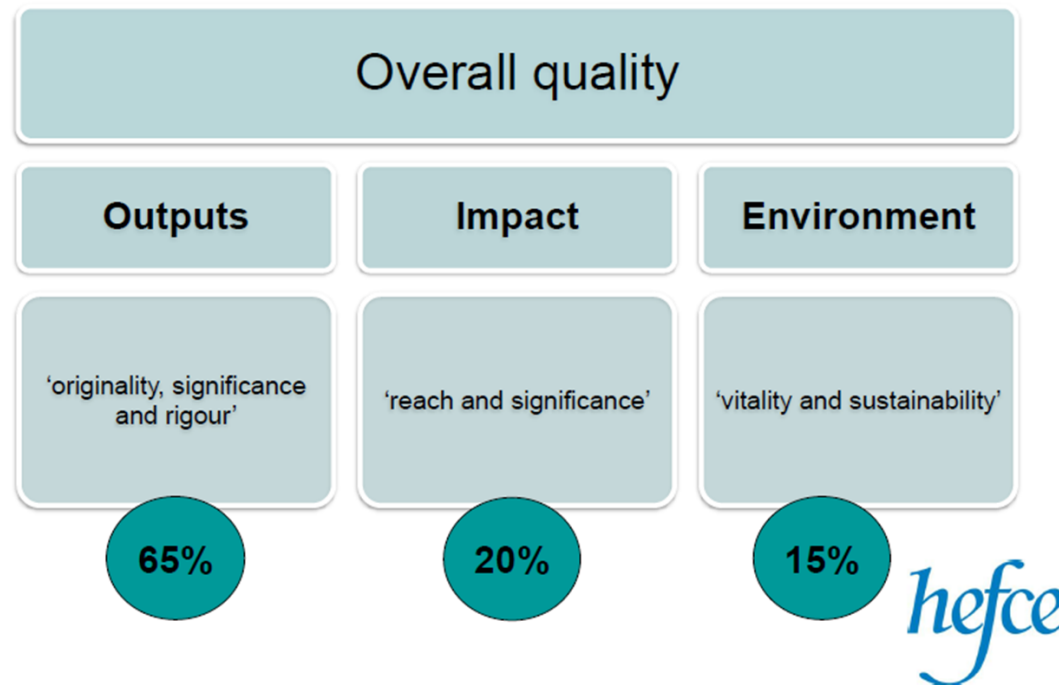 Overall quality
Outputs
Impact
Environment
‘originality, significance
and rigour’
‘reach and significance’
‘vitality and sustainability’
65%
20%
15%
hefce